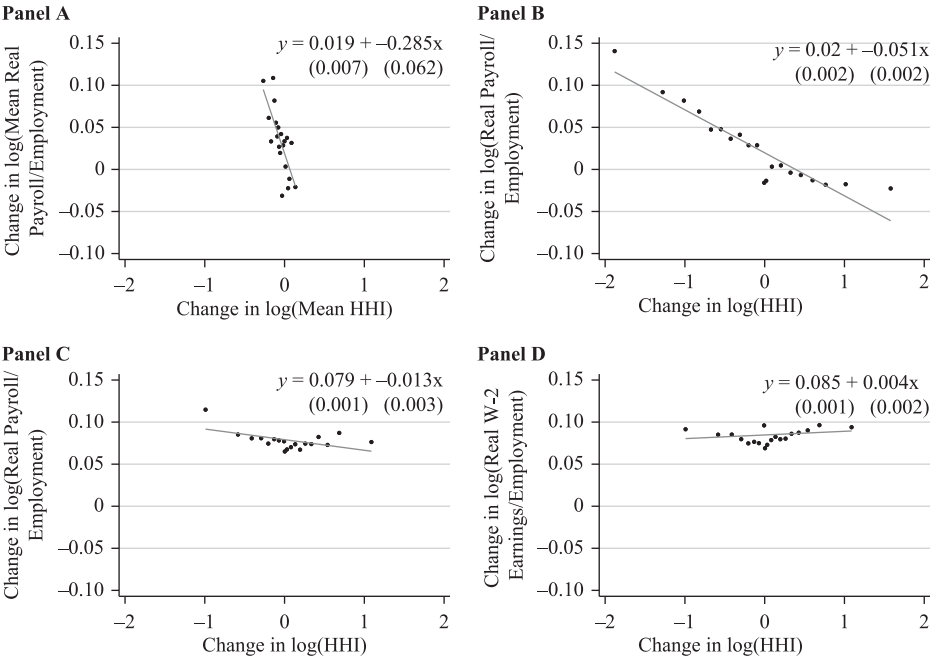 Panel A
y = 0.019 + –0.285x
(0.007) (0.062)
Change in log(Mean Real
Payroll/Employment)
0.15
0.10
0.05
0
–0.05
–0.10
–2 –1 0 1 2
Change in log(Mean HHI)
Panel B
y = 0.02 + –0.051x
(0.002) (0.002)
Change in log(Real Payroll/
Employment)
0.15
0.10
0.05
0
–0.05
–0.10
–2 –1 0 1 2
Change in log(HHI)
Panel C
y = 0.079 + –0.013x
(0.001) (0.003)
Change in log(Real Payroll/
Employment)
0.15
0.10
0.05
0
–0.05
–0.10
–2 –1 0 1 2
Change in log(HHI)
Panel D
y = 0.085 + 0.004x
(0.001) (0.002)
Change in log(Real W-2
Earnings/Employment)
0.15
0.10
0.05
0
–0.05
–0.10
–2 –1 0 1 2
Change in log(HHI)